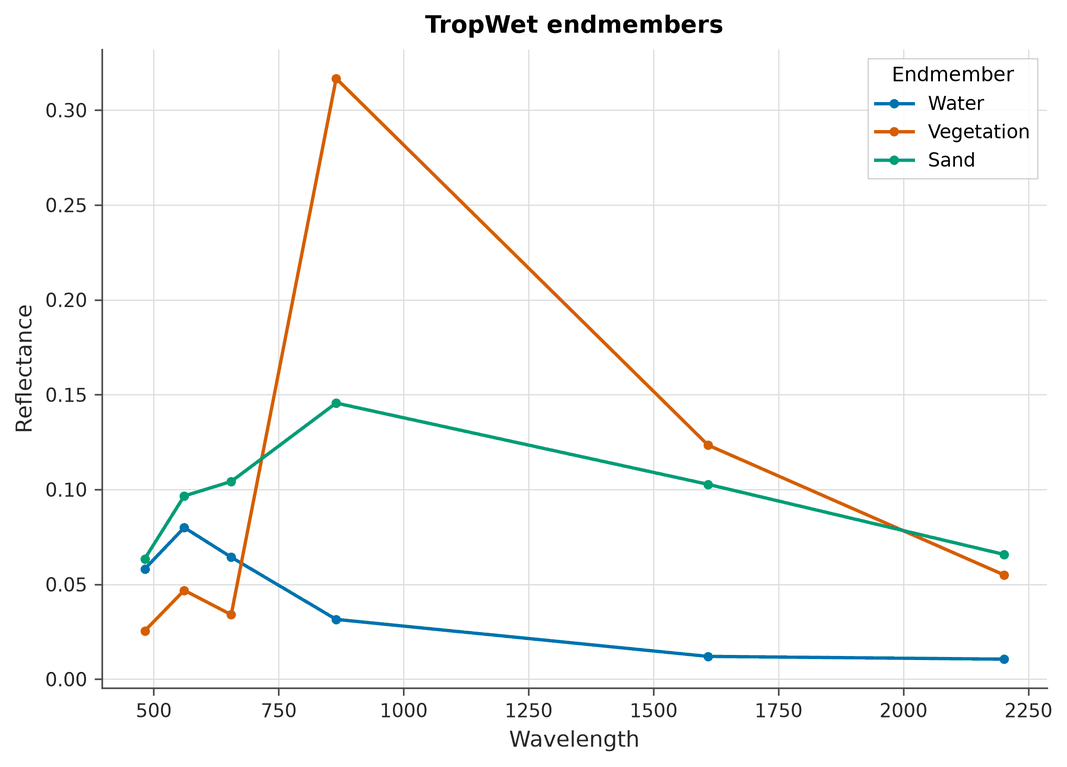 TropWet endmembers
Endmember
Water
Vegetation
Sand
Reflectance
0.30
0.25
0.20
0.15
0.10
0.05
0.00
500 750 1000 1250 1500 1750 2000 2250
Wavelength